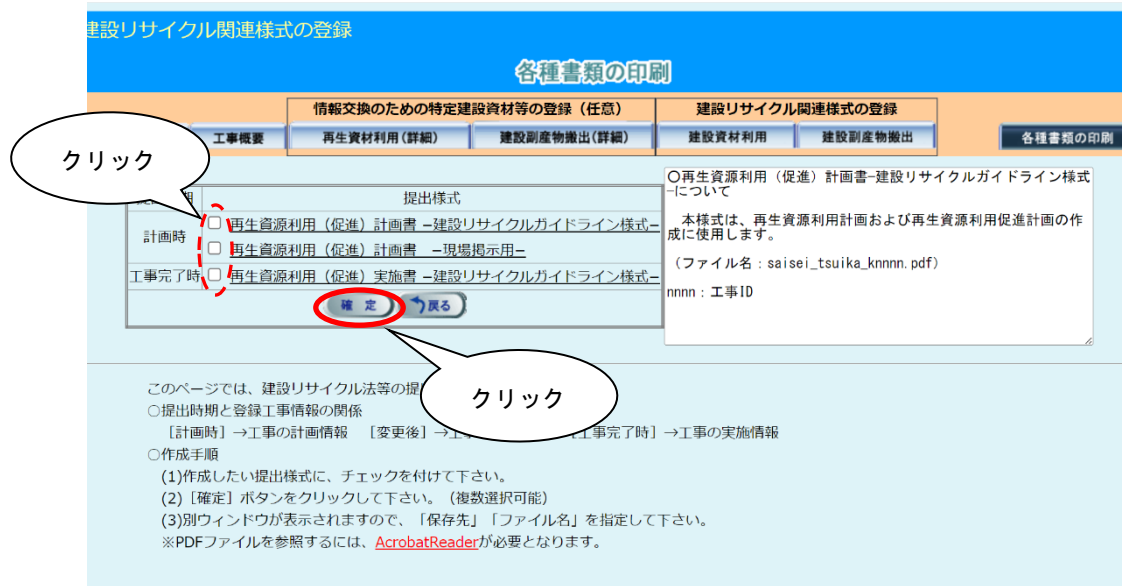 建設リサイクル関連様式の登録
各種書類の印刷
情報交換のための特定建設資材等の登録（任意）
建設リサイクル関連様式の登録
工事概要
再生資材利用(詳細)
建設副産物搬出(詳細)
建設資材利用
建設副産物搬出
各種書類の印刷
クリック
期
提出様式
計画時
再生資源利用（促進）計画書 −建設リサイクルガイドライン様式−
再生資源利用（促進）計画書　−現場掲示用−
工事完了時
再生資源利用（促進）実施書 −建設リサイクルガイドライン様式−
確 定
戻る
〇再生資源利用（促進）計画書−建設リサイクルガイドライン様式
−について
本様式は、再生資源利用計画および再生資源利用促進計画の作
成に使用します。
（ファイル名：saisei_tsuika_knnnn.pdf）
nnnn：工事ID
クリック
このページでは、建設リサイクル法等の提
○提出時期と登録工事情報の関係
［計画時］→工事の計画情報　［変更後］→工　工事完了時］→工事の実施情報
○作成手順
(1)作成したい提出様式に、チェックを付けて下さい。
(2)［確定］ボタンをクリックして下さい。（複数選択可能）
(3)別ウィンドウが表示されますので、「保存先」「ファイル名」を指定して下さい。
※PDFファイルを参照するには、AcrobatReaderが必要となります。